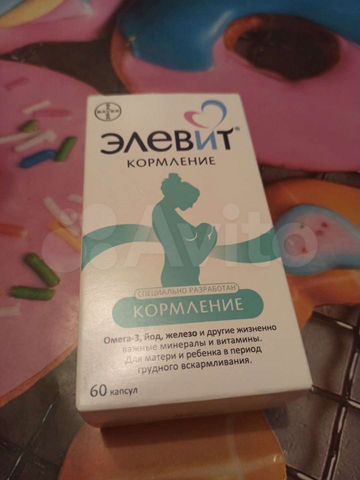 BAYER
ЭЛЕВИТ®
КОРМЛЕНИЕ
СПЕЦИАЛЬНО РАЗРАБОТАН
КОРМЛЕНИЕ
Омега-3, йод, железо и другие жизненно
важные минералы и витамины.
Для матери и ребенка в период
грудного вскармливания.
60 капсул
Avito